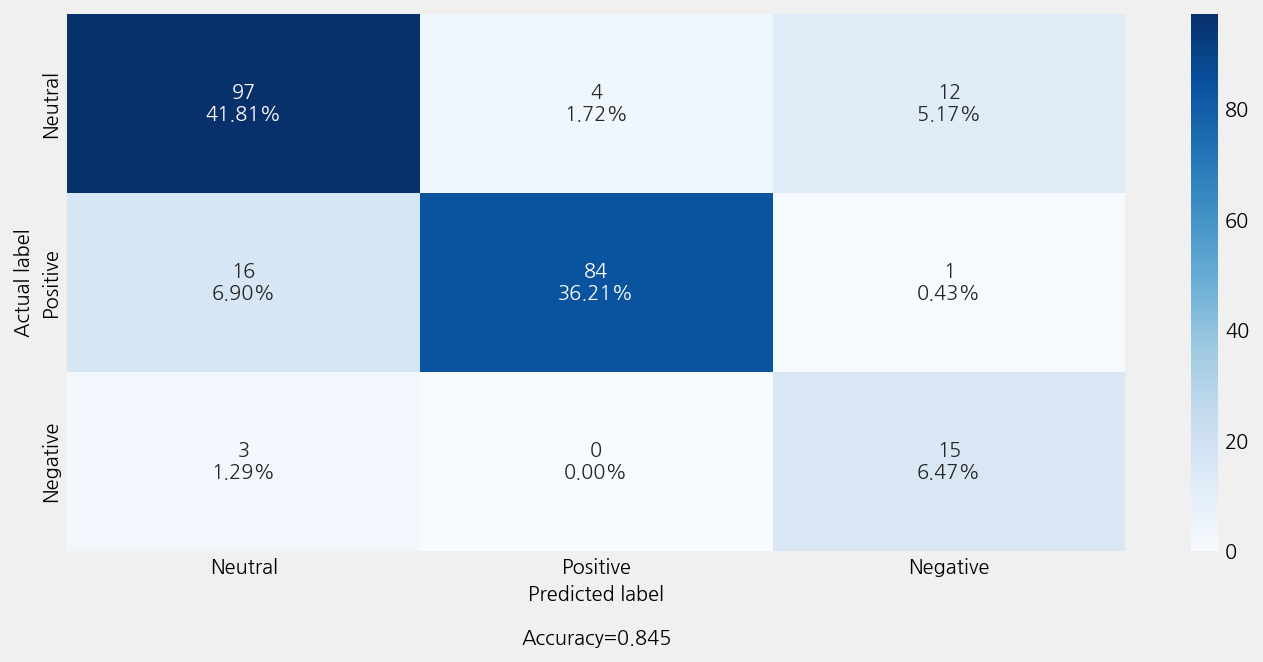 Actual label
Neutral
Positive
Negative
97
41.81%
4
1.72%
12
5.17%
16
6.90%
84
36.21%
1
0.43%
3
1.29%
0
0.00%
15
6.47%
Neutral
Positive
Negative
Predicted label
Accuracy=0.845
80
60
40
20
0